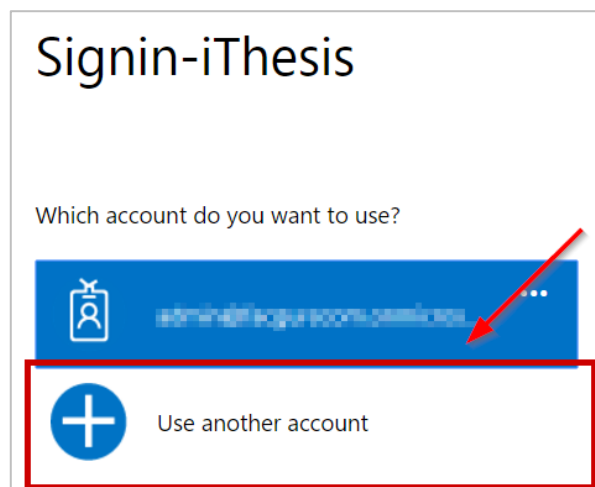 Signin-iThesis
Which account do you want to use?
Use another account